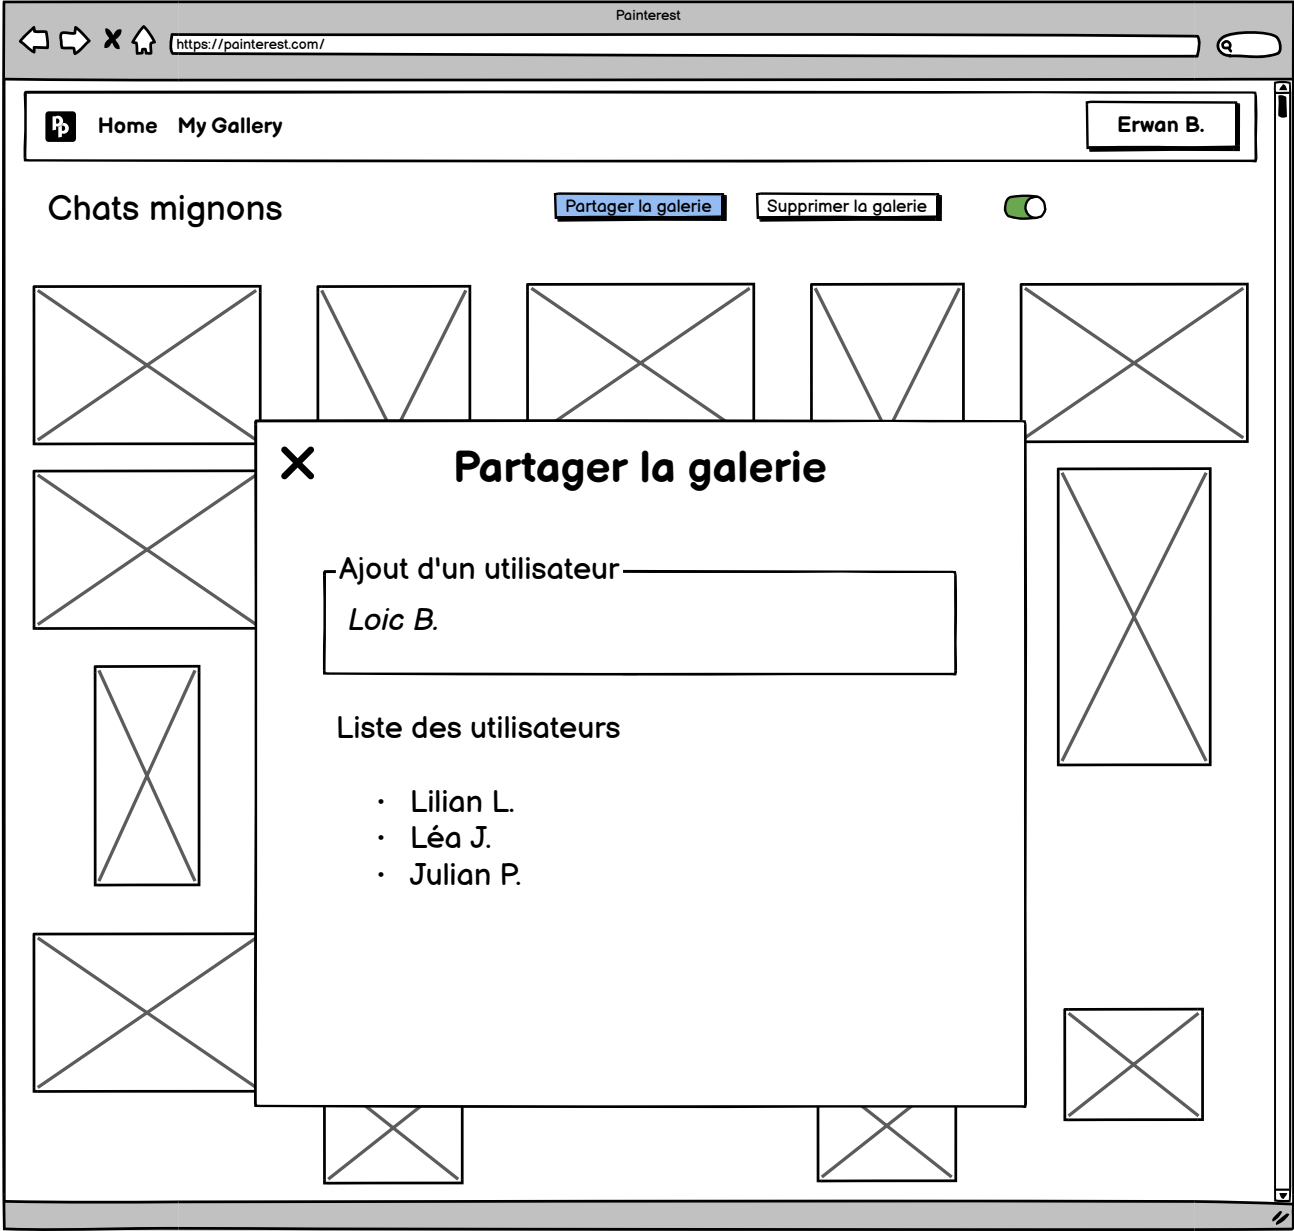 Painterest
https://painterest.com/
Pp Home My Gallery Erwan B.
Chats mignons Partager la galerie Supprimer la galerie
Partager la galerie
Ajout d'un utilisateur
Loic B.
Liste des utilisateurs
· Lilian L.
· Léa J.
· Julian P.